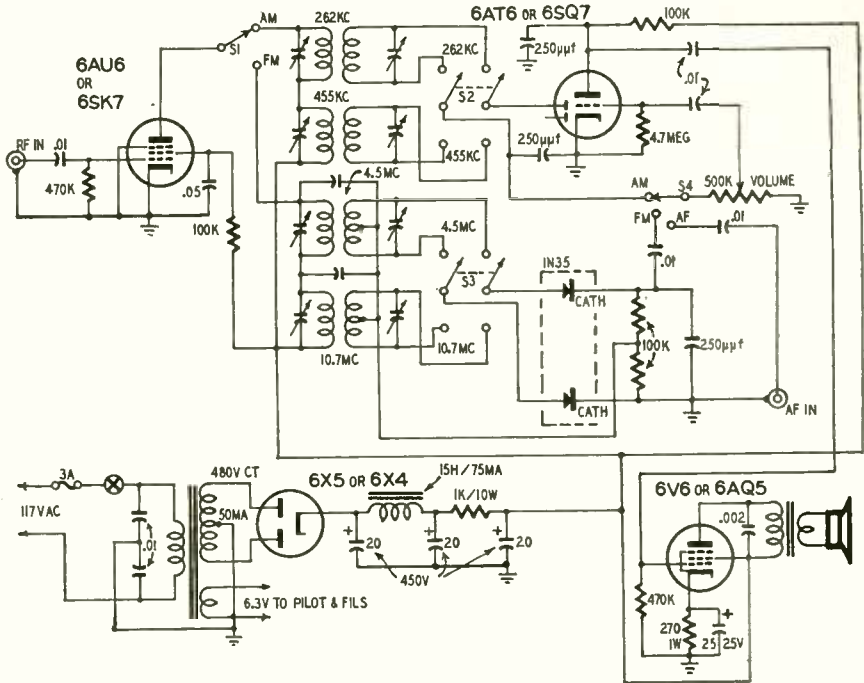 AM
262KC
6AT6 OR 6SQ7
100K
S1
250µµf
6AU6
OR
6SK7
FM
262KC
.01
S2
455KC
RF IN
.01
250µµf
4.7MEG
470K
.05
455KC
4.5MC
AM
S4
500K
VOLUME
100K
4.5MC
FM
AF
.01
S3
IN35
.01
CATH
100K
250µµf
10.7MC
10.7MC
CATH
AF IN
480V CT
6X5 OR 6X4
15H/75MA
3A
1K/10W
6V6 OR 6AQ5
117VAC
50MA
.002
.01
+
20
+
20
+
20
450V
470K
6.3V TO PILOT & FILS
270
1W
+
25
25V